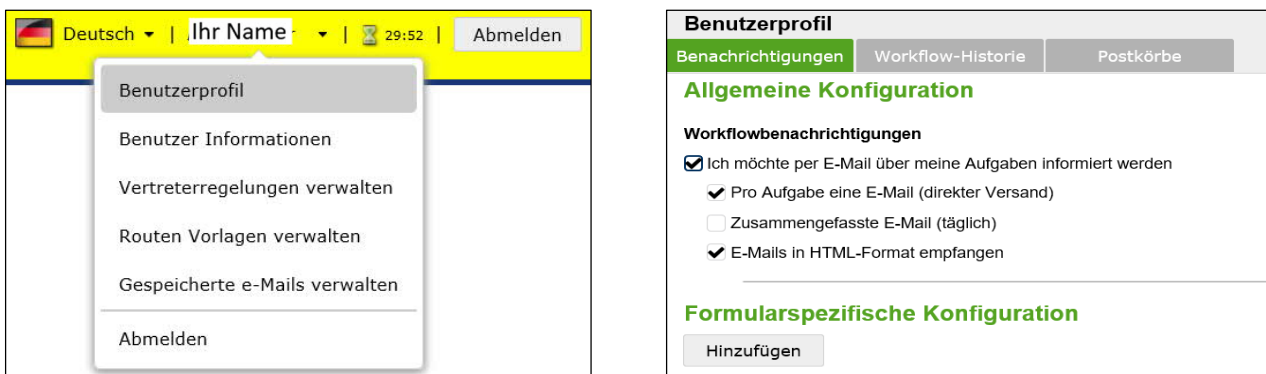 Deutsch | Ihr Name | 29:52 | Abmelden
Benutzerprofil
Benutzer Informationen
Vertreterregelungen verwalten
Routen Vorlagen verwalten
Gespeicherte e-Mails verwalten
Abmelden
Benutzerprofil
Benachrichtigungen Workflow-Historie Postkörbe
Allgemeine Konfiguration
Workflowbenachrichtigungen
Ich möchte per E-Mail über meine Aufgaben informiert werden
Pro Aufgabe eine E-Mail (direkter Versand)
Zusammengefasste E-Mail (täglich)
E-Mails in HTML-Format empfangen
Formularspezifische Konfiguration
Hinzufügen